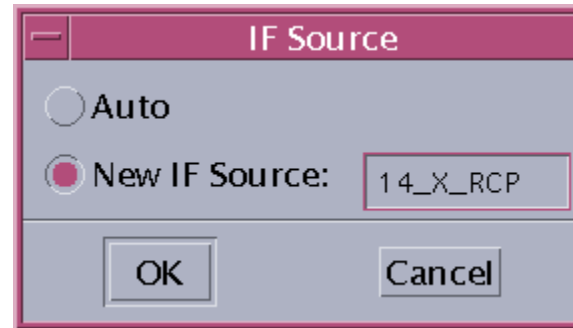 IF Source
Auto
New IF Source: 14_X_RCP
OK Cancel